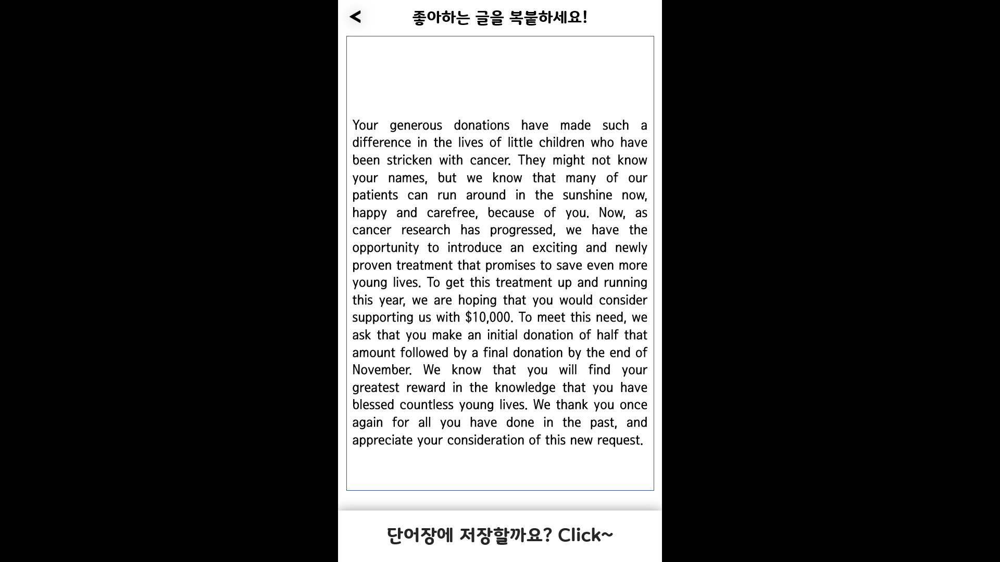 <
좋아하는 글을 복붙하세요!
Your generous donations have made such a
difference in the lives of little children who have
been stricken with cancer. They might not know
your names, but we know that many of our
patients can run around in the sunshine now,
happy and carefree, because of you. Now, as
cancer research has progressed, we have the
opportunity to introduce an exciting and newly
proven treatment that promises to save even more
young lives. To get this treatment up and running
this year, we are hoping that you would consider
supporting us with $10,000. To meet this need, we
ask that you make an initial donation of half that
amount followed by a final donation by the end of
November. We know that you will find your
greatest reward in the knowledge that you have
blessed countless young lives. We thank you once
again for all you have done in the past, and
appreciate your consideration of this new request.
단어장에 저장할까요? Click~